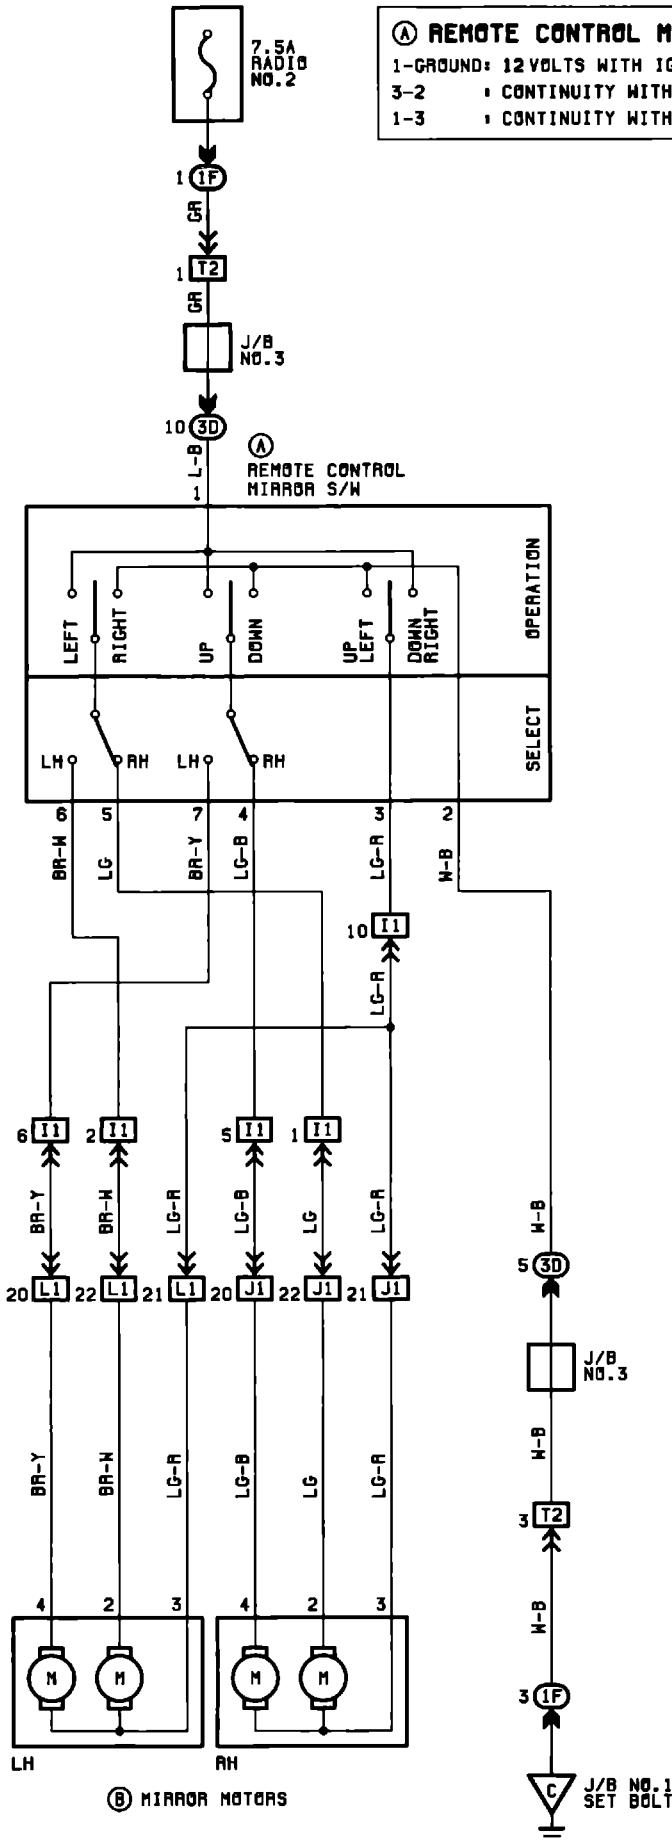 7.5A
RADIO
NO.2
Ⓐ REMOTE CONTROL M
1-GROUND: 12 VOLTS WITH IG
3-2 : CONTINUITY WITH
1-3 : CONTINUITY WITH
1 1F
GR
1 T2
GR
J/B
NO.3
10 3D
L-B
Ⓐ
REMOTE CONTROL
MIRROR S/W
1
LEFT
RIGHT
UP
DOWN
UP
LEFT
DOWN
RIGHT
OPERATION
LH RH LH RH
SELECT
6 5 7 4 3 2
BR-W LG BR-Y LG-B LG-R W-B
10 I1
LG-R
6 I1 2 I1 5 I1 1 I1
BR-Y BR-W LG-R LG-B LG LG-R W-B
5 3D
20 L1 22 L1 21 L1 20 J1 22 J1 21 J1
J/B
NO.3
BR-Y BR-W LG-R LG-B LG LG-R W-B
3 T2
4 2 3 4 2 3
W-B
M M M M
3 1F
LH RH
Ⓑ MIRROR MOTORS
C
J/B NO.1
SET BOLT